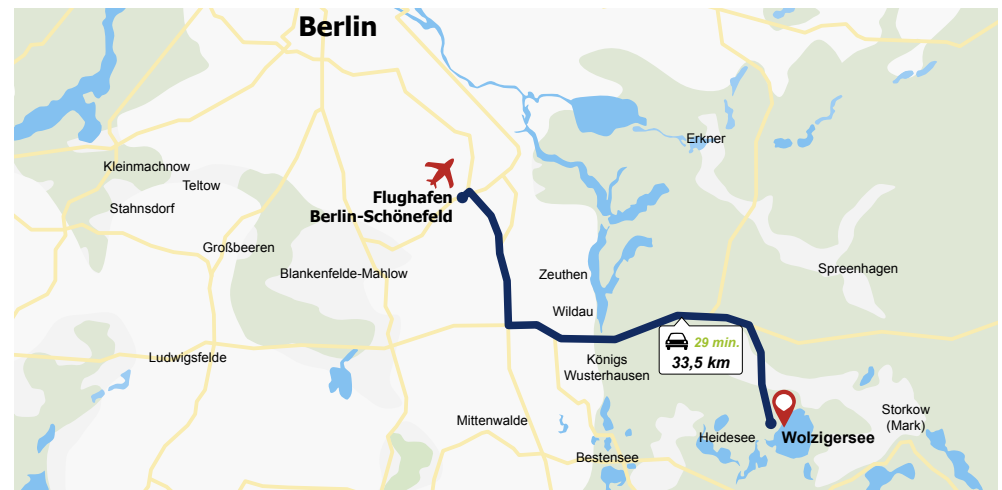 Berlin
Erkner
Kleinmachnow
Teltow
Stahnsdorf
Flughafen
Berlin-Schönefeld
Großbeeren
Blankenfelde-Mahlow
Zeuthen
Spreenhagen
Wildau
29 min.
33,5 km
Ludwigsfelde
Königs
Wusterhausen
Mittenwalde
Storkow
(Mark)
Heidesee
Wolzigersee
Bestensee